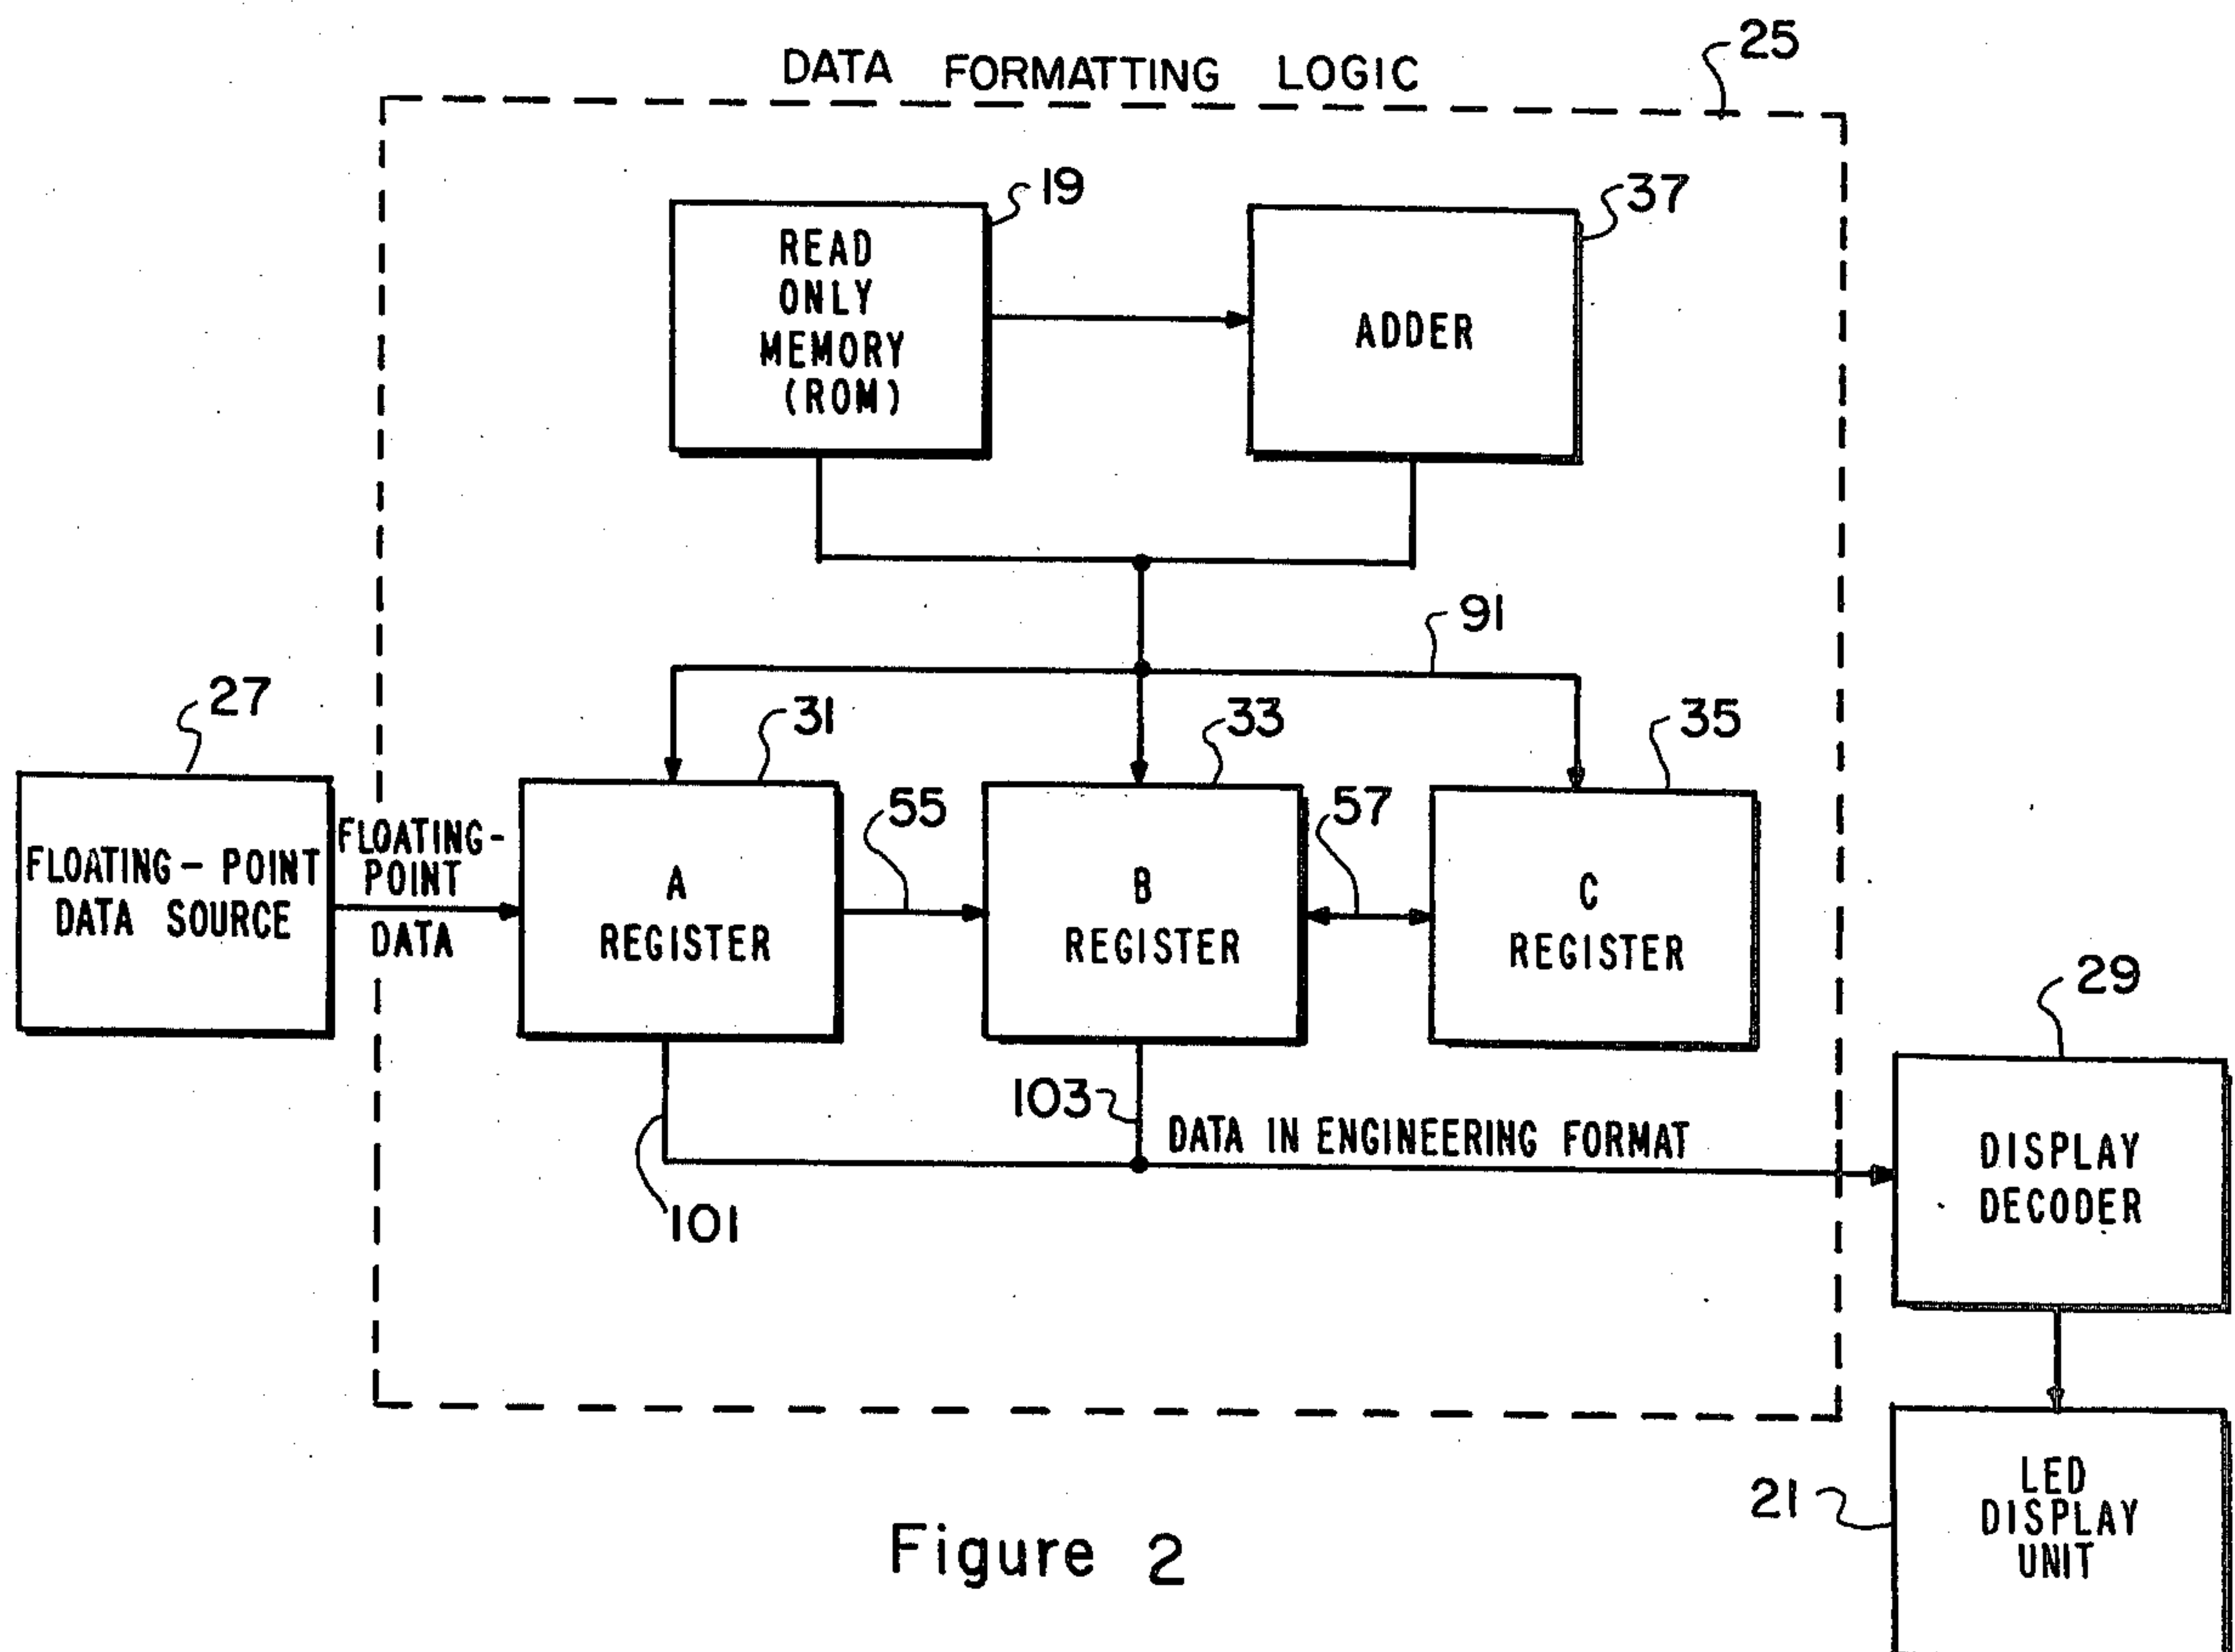 DATA FORMATTING LOGIC
25
READ
ONLY
MEMORY
(ROM)
19
ADDER
37
91
27
FLOATING - POINT
DATA SOURCE
FLOATING-
POINT
DATA
31
A
REGISTER
55
33
B
REGISTER
57
35
C
REGISTER
101
103
DATA IN ENGINEERING FORMAT
29
DISPLAY
DECODER
21
LED
DISPLAY
UNIT
Figure 2